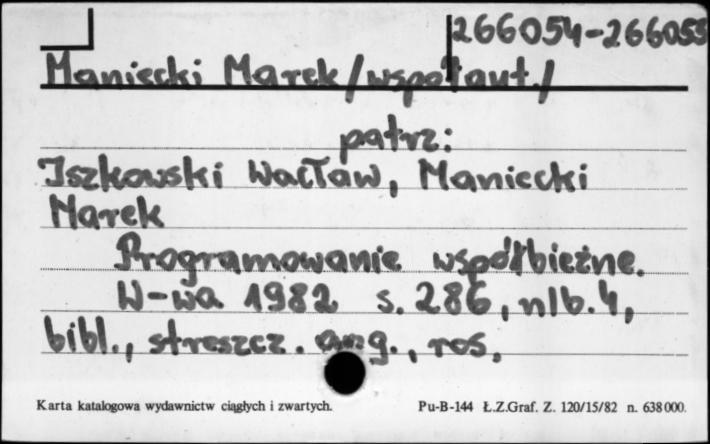 266054-266055
Maniecki Marek /współaut./
patrz:
Iszkowski Wacław, Maniecki
Marek
Programowanie współbieżne.
W-wa 1982 s. 286, nlb. 4,
bibl., streszcz. ang., ros.
Karta katalogowa wydawnictw ciągłych i zwartych. Pu-B-144 Ł.Z.Graf. Z. 120/15/82 n. 638000.